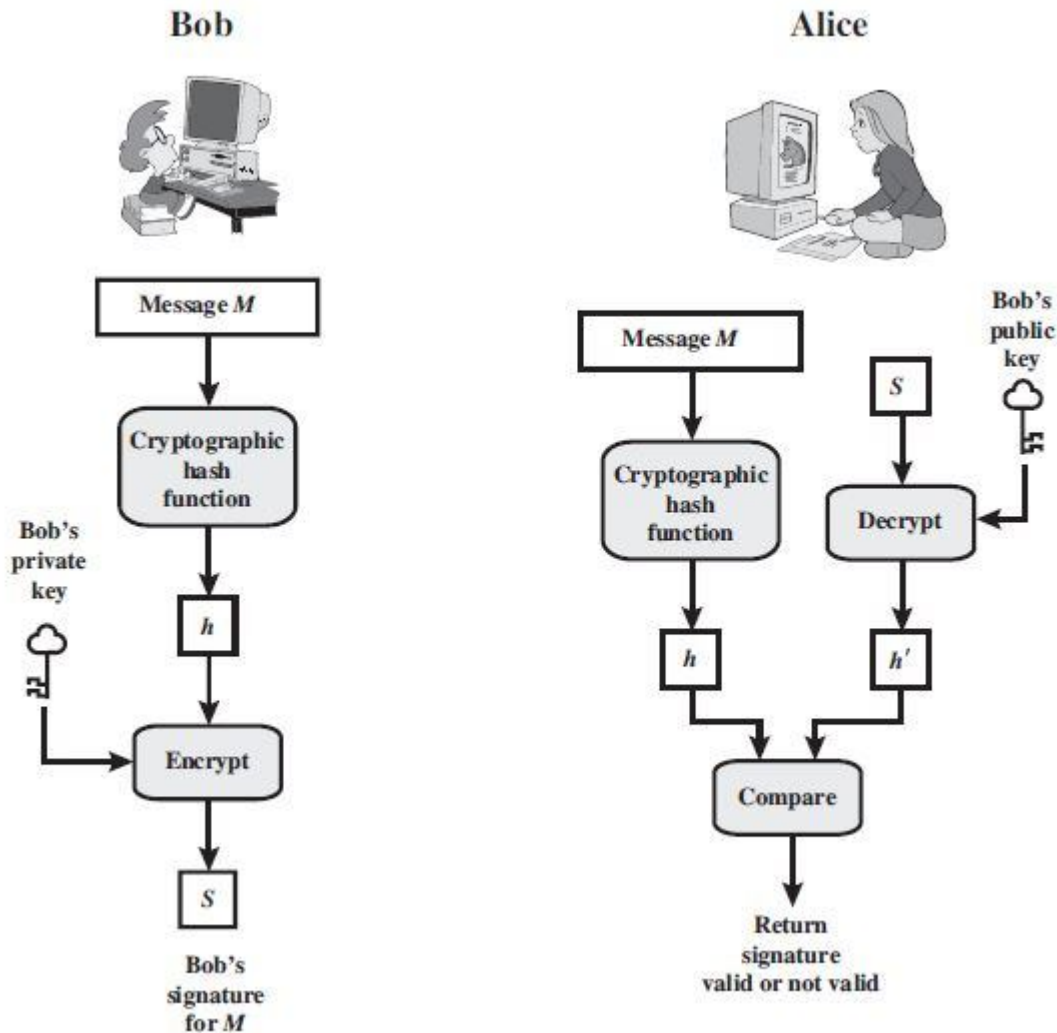 Bob
Message M
Cryptographic
hash
function
Bob's
private
key
h
Encrypt
S
Bob's
signature
for M
Alice
Message M
Bob's
public
key
S
Cryptographic
hash
function
Decrypt
h
h′
Compare
Return
signature
valid or not valid